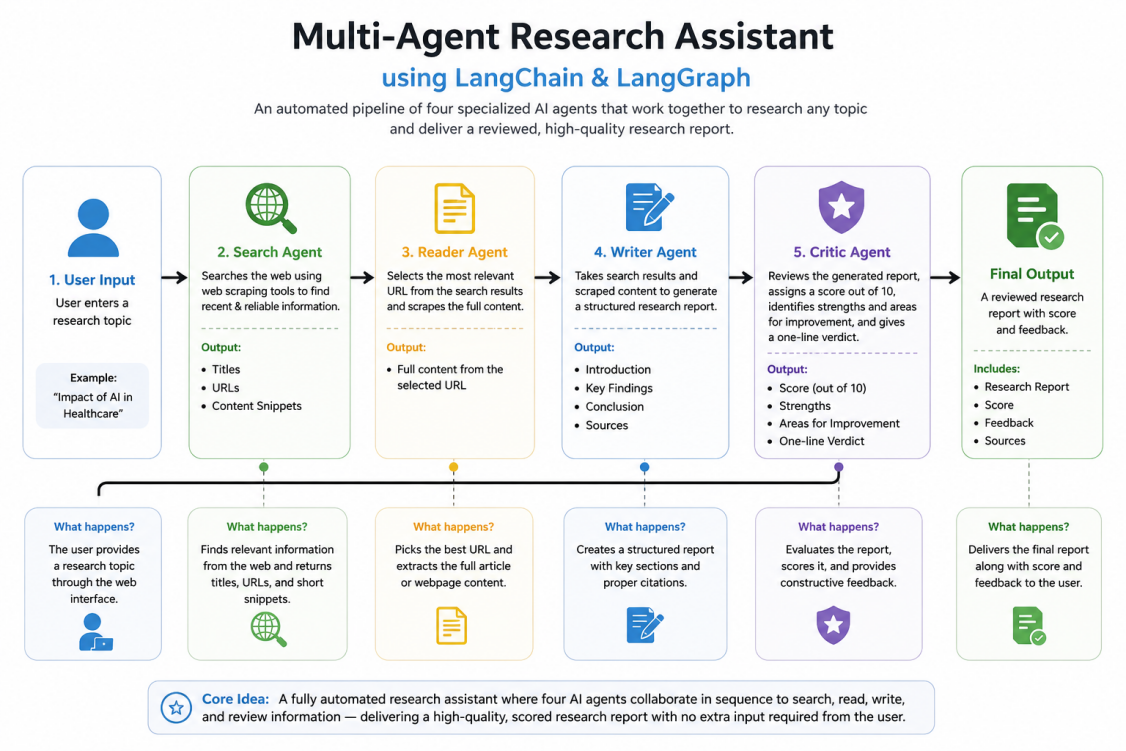 Multi-Agent Research Assistant
using LangChain & LangGraph
An automated pipeline of four specialized AI agents that work together to research any topic
and deliver a reviewed, high-quality research report.
1. User Input
User enters a
research topic
Example:
“Impact of AI in
Healthcare”
2. Search Agent
Searches the web using
web scraping tools to find
recent & reliable information.
Output:
• Titles
• URLs
• Content Snippets
3. Reader Agent
Selects the most relevant
URL from the search results
and scrapes the full content.
Output:
• Full content from the
selected URL
4. Writer Agent
Takes search results and
scraped content to generate
a structured research report.
Output:
• Introduction
• Key Findings
• Conclusion
• Sources
5. Critic Agent
Reviews the generated report,
assigns a score out of 10,
identifies strengths and areas
for improvement, and gives
a one-line verdict.
Output:
• Score (out of 10)
• Strengths
• Areas for Improvement
• One-line Verdict
Final Output
A reviewed research
report with score
and feedback.
Includes:
• Research Report
• Score
• Feedback
• Sources
What happens?
The user provides
a research topic
through the web
interface.
What happens?
Finds relevant information
from the web and returns
titles, URLs, and short
snippets.
What happens?
Picks the best URL and
extracts the full article
or webpage content.
What happens?
Creates a structured report
with key sections and
proper citations.
What happens?
Evaluates the report,
scores it, and provides
constructive feedback.
What happens?
Delivers the final report
along with score and
feedback to the user.
Core Idea: A fully automated research assistant where four AI agents collaborate in sequence to search, read, write,
and review information — delivering a high-quality, scored research report with no extra input required from the user.